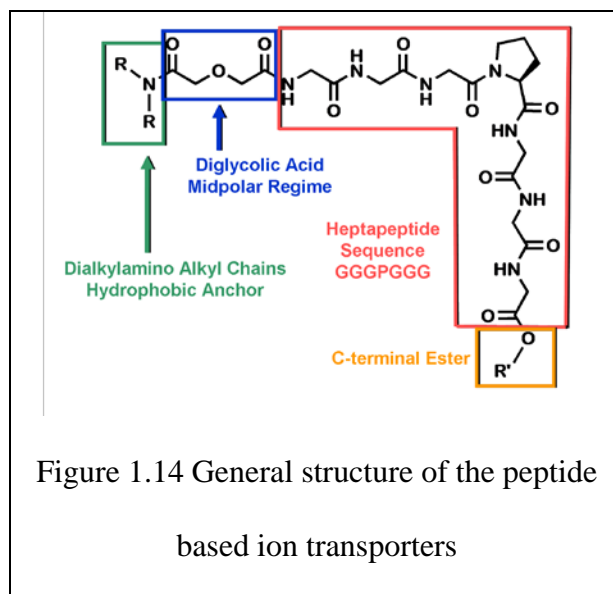 O O H O
R N O N N
N H O N H O
R
H
N O
O
Diglycolic Acid
Midpolar Regime
N
H
O
Heptapeptide
Sequence
GGGPGGG
H
N
O
Dialkylamino Alkyl Chains
Hydrophobic Anchor
O
O
C-terminal Ester
R'
Figure 1.14 General structure of the peptide
based ion transporters